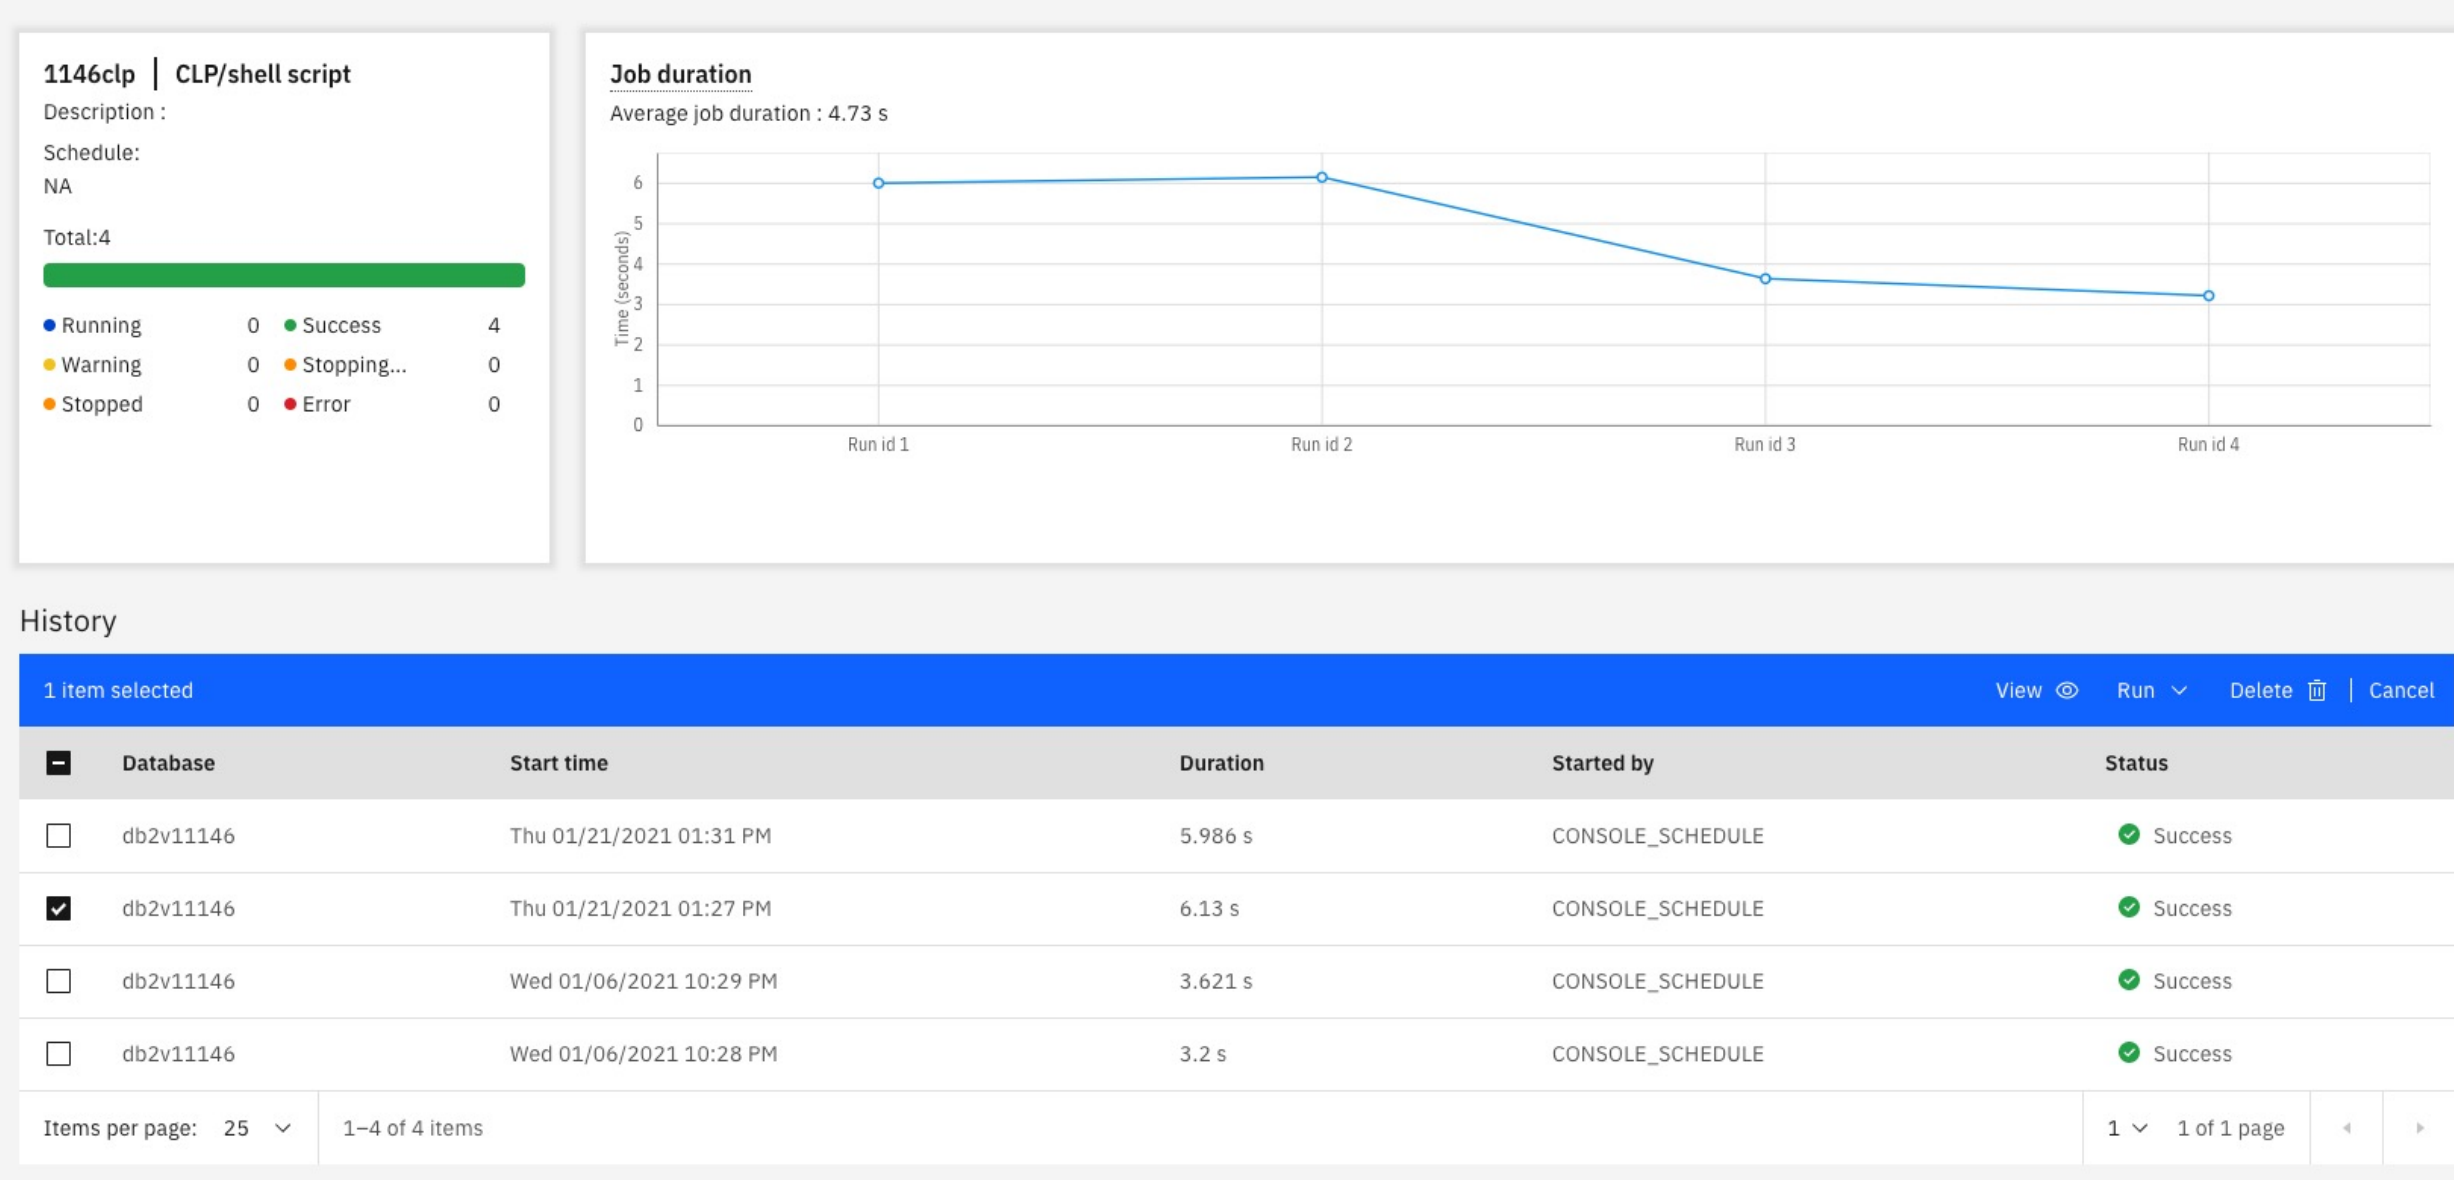 1146clp | CLP/shell script
Description :
Schedule:
NA
Total:4
Running 0 Success 4
Warning 0 Stopping... 0
Stopped 0 Error 0
Job duration
Average job duration : 4.73 s
Time (seconds)
6
5
4
3
2
1
0
Run id 1 Run id 2 Run id 3 Run id 4
History
1 item selected View Run Delete | Cancel
Database Start time Duration Started by Status
db2v11146 Thu 01/21/2021 01:31 PM 5.986 s CONSOLE_SCHEDULE Success
db2v11146 Thu 01/21/2021 01:27 PM 6.13 s CONSOLE_SCHEDULE Success
db2v11146 Wed 01/06/2021 10:29 PM 3.621 s CONSOLE_SCHEDULE Success
db2v11146 Wed 01/06/2021 10:28 PM 3.2 s CONSOLE_SCHEDULE Success
Items per page: 25 1–4 of 4 items 1 1 of 1 page